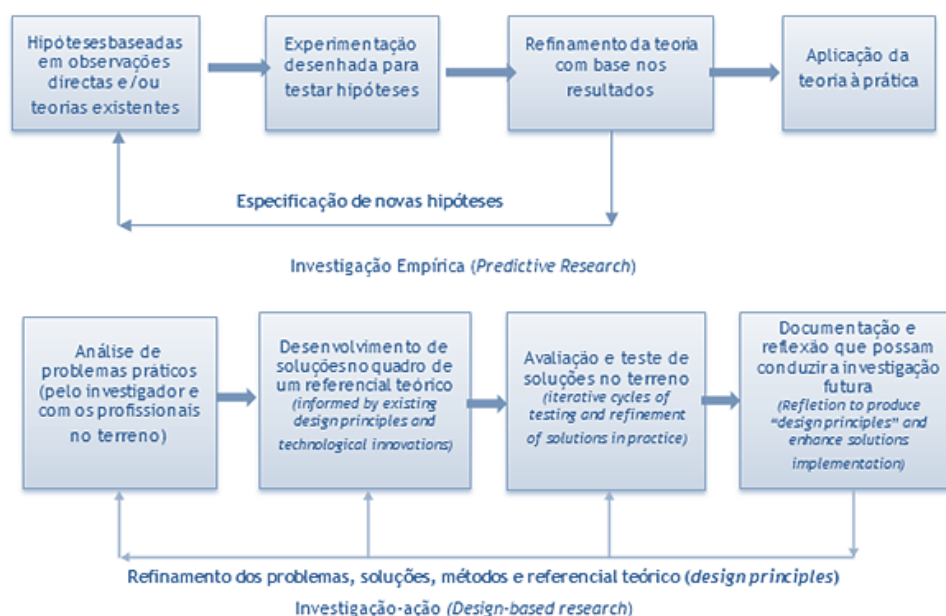 Hipótesesbaseadas
em observações
directas e /ou
teorias existentes
Experimentação
desenhada para
testar hipóteses
Refinamento da teoria
com base nos
resultados
Aplicação da
teoria à prática
Especificação de novas hipóteses
Investigação Empírica (Predictive Research)
Análise de
problemas práticos
(pelo investigador e
com os profissionais
no terreno)
Desenvolvimento de
soluçõesno quadro de
um referencial teórico
(informed by existing
design principles and
technological innovations)
Avaliação e teste de
soluções no terreno
(iterative cycles of
testing and refinement
of solutions in practice)
Documentação e
reflexão que possam
conduzir a investigação
futura
(Refletion to produce
"design principles" and
enhance solutions
implementation)
Refinamento dos problemas, soluções, métodos e referencial teórico (design principles)
Investigação-ação (Design-based research)